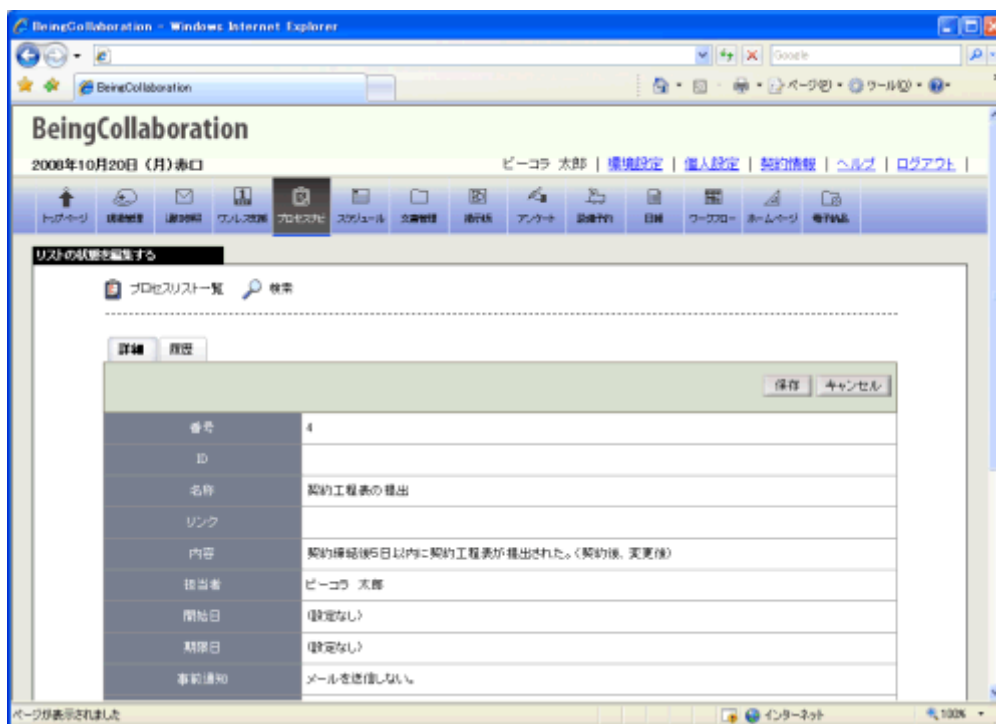 BeingCollaboration - Windows Internet Explorer
Google
BeingCollaboration
ページ(P) ツール(O)
BeingCollaboration
2008年10月20日 (月)赤口
ビーコラ 太郎 | 環境設定 | 個人設定 | 契約情報 | ヘルプ | ログアウト |
トップページ プロセスナビ スケジュール 文書管理 掲示板 アンケート 設備予約 日報 ワークフロー ホームページ 電子納品
リストの状態を編集する
プロセスリスト一覧 検索
詳細 履歴
保存 キャンセル
番号 4
ID
名称 契約工程表の提出
リンク
内容 契約締結後5日以内に契約工程表が提出された。(契約後、変更後)
担当者 ビーコラ 太郎
開始日 (設定なし)
期限日 (設定なし)
事前通知 メールを送信しない。
ページが表示されました インターネット 100%